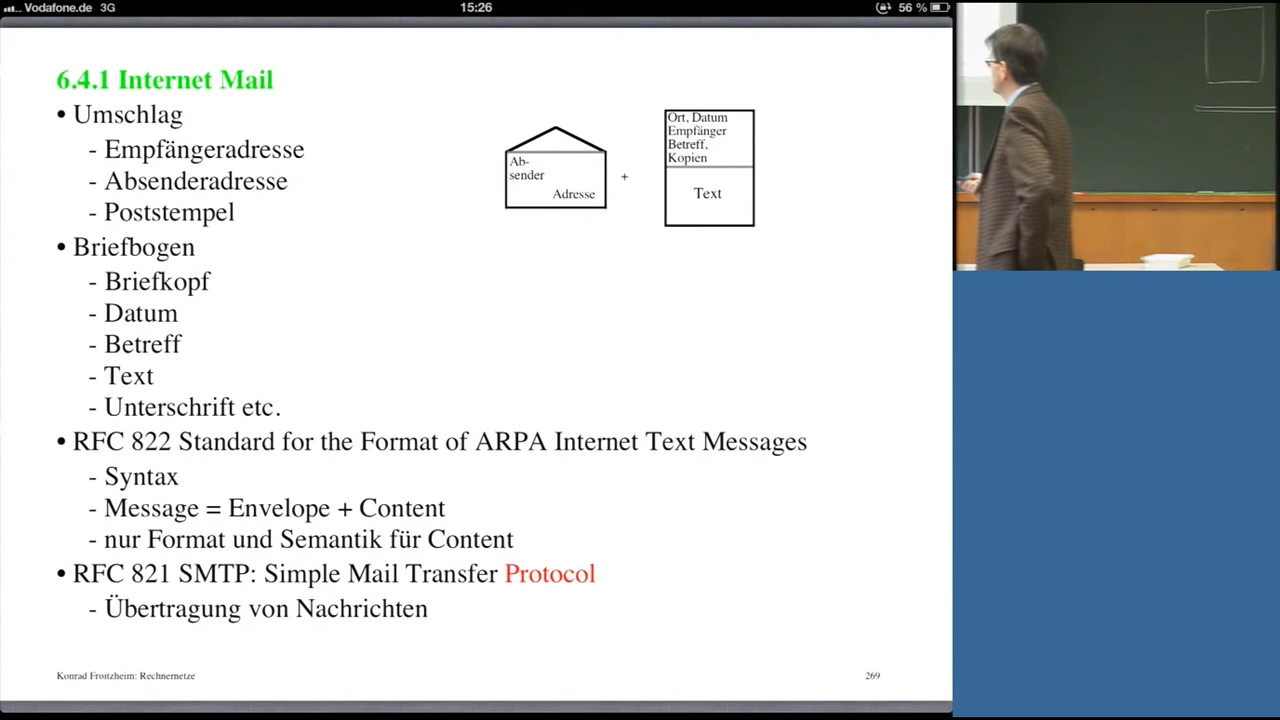 Vodafone.de 3G
15:26
56 %
6.4.1 Internet Mail
• Umschlag
- Empfängeradresse
- Absenderadresse
- Poststempel
• Briefbogen
- Briefkopf
- Datum
- Betreff
- Text
- Unterschrift etc.
• RFC 822 Standard for the Format of ARPA Internet Text Messages
- Syntax
- Message = Envelope + Content
- nur Format und Semantik für Content
• RFC 821 SMTP: Simple Mail Transfer Protocol
- Übertragung von Nachrichten
Ab-
sender
Adresse
+
Ort, Datum
Empfänger
Betreff,
Kopien
Text
Konrad Froitzheim: Rechnernetze
269